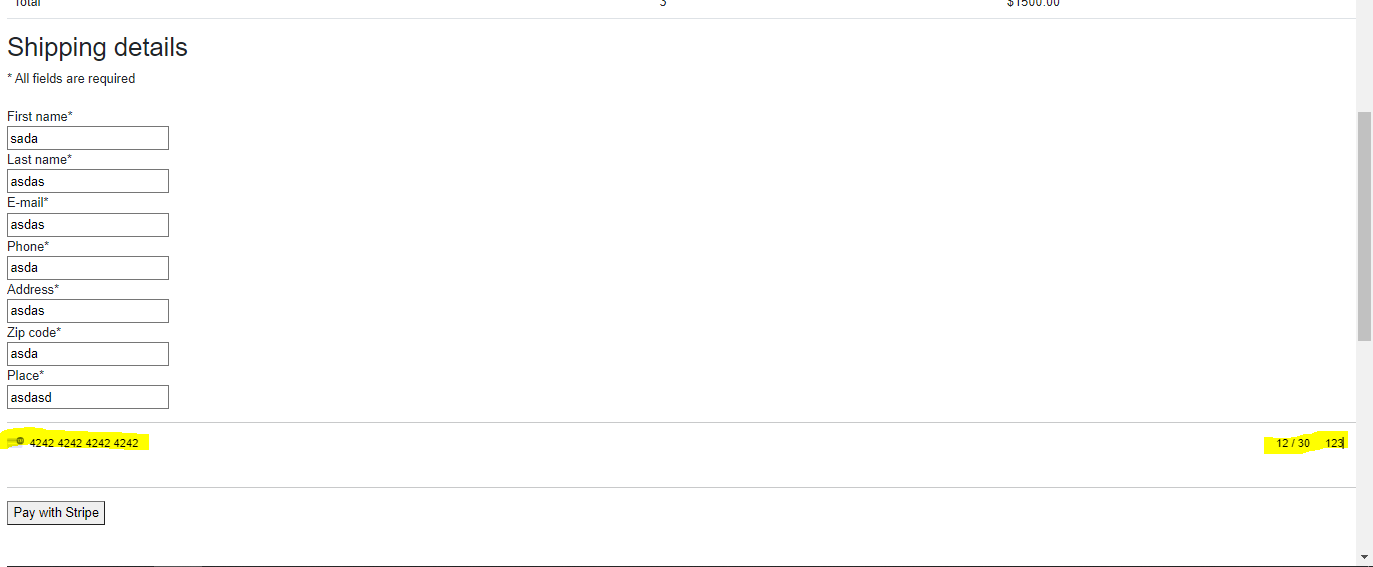 Total 3 $1500.00
Shipping details
* All fields are required
First name*
sada
Last name*
asdas
E-mail*
asdas
Phone*
asda
Address*
asdas
Zip code*
asda
Place*
asdasd
4242 4242 4242 4242 12 / 30 123
Pay with Stripe